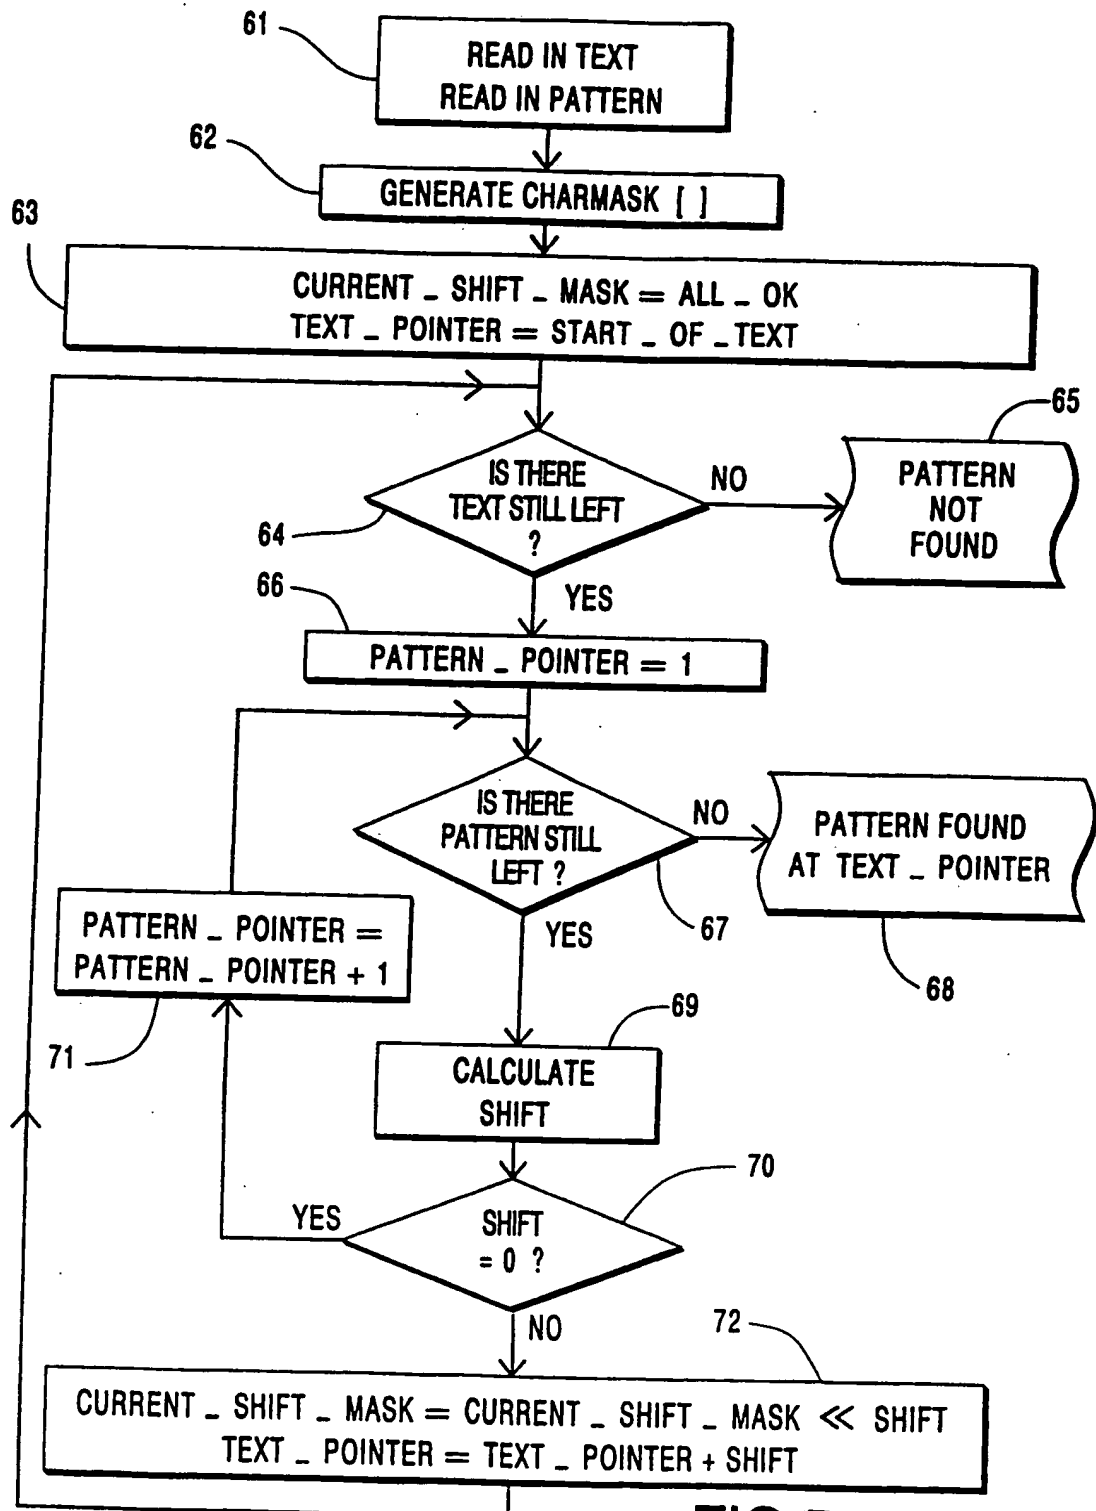 61
READ IN TEXT
READ IN PATTERN
62
GENERATE CHARMASK [ ]
63
CURRENT _ SHIFT _ MASK = ALL _ OK
TEXT _ POINTER = START _ OF _ TEXT
65
IS THERE
TEXT STILL LEFT
?
NO
PATTERN
NOT
FOUND
64
YES
66
PATTERN _ POINTER = 1
IS THERE
PATTERN STILL
LEFT ?
NO
PATTERN FOUND
AT TEXT _ POINTER
67
68
YES
PATTERN _ POINTER =
PATTERN _ POINTER + 1
71
69
CALCULATE
SHIFT
70
SHIFT
= 0 ?
YES
NO
72
CURRENT _ SHIFT _ MASK = CURRENT _ SHIFT _ MASK << SHIFT
TEXT _ POINTER = TEXT _ POINTER + SHIFT